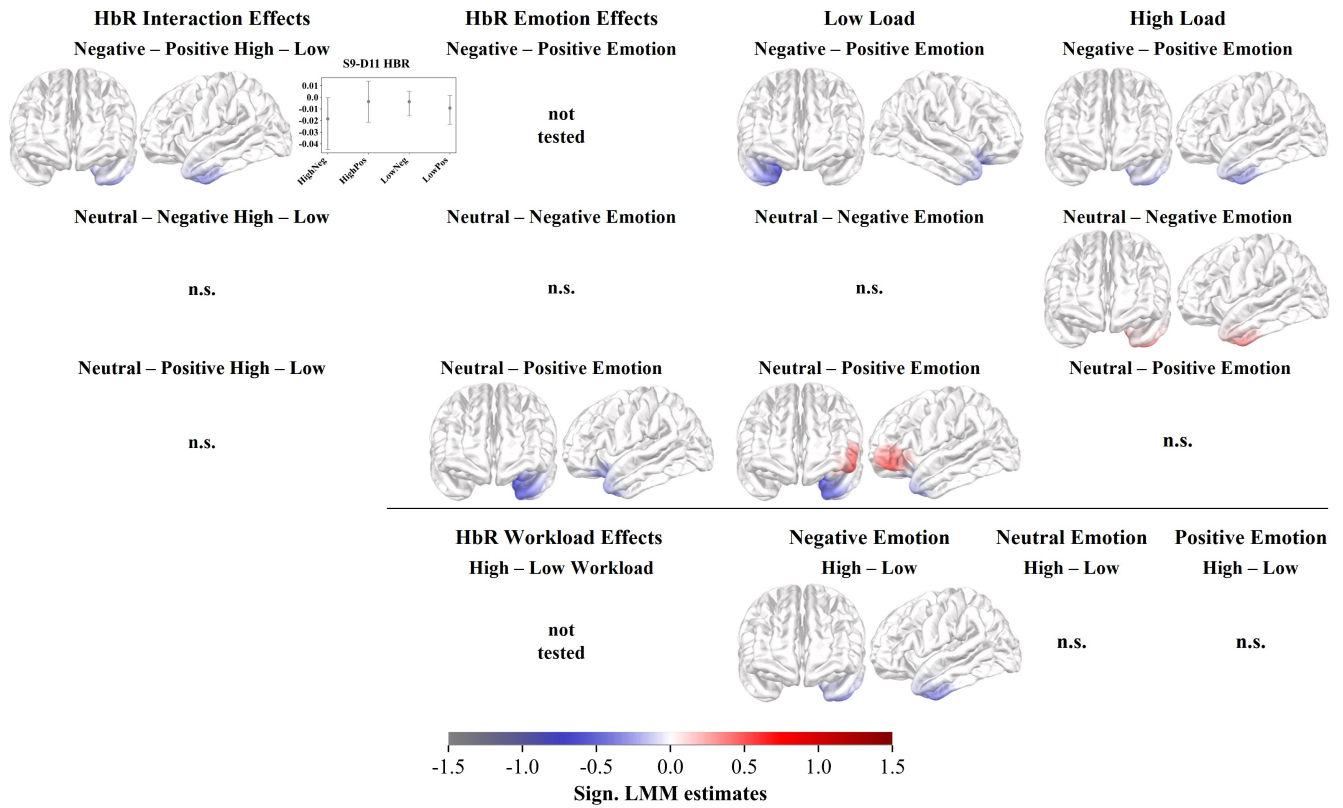 HbR Interaction Effects
HbR Emotion Effects
Low Load
High Load
Negative – Positive High – Low
Negative – Positive Emotion
Negative – Positive Emotion
Negative – Positive Emotion
S9-D11 HBR
0.01
0.0
-0.01
-0.02
-0.03
-0.04
HighNeg
HighPos
LowNeg
LowPos
not
tested
Neutral – Negative High – Low
Neutral – Negative Emotion
Neutral – Negative Emotion
Neutral – Negative Emotion
n.s.
n.s.
n.s.
Neutral – Positive High – Low
Neutral – Positive Emotion
Neutral – Positive Emotion
Neutral – Positive Emotion
n.s.
n.s.
HbR Workload Effects
Negative Emotion
Neutral Emotion
Positive Emotion
High – Low Workload
High – Low
High – Low
High – Low
not
tested
n.s.
n.s.
-1.5
-1.0
-0.5
0.0
0.5
1.0
1.5
Sign. LMM estimates